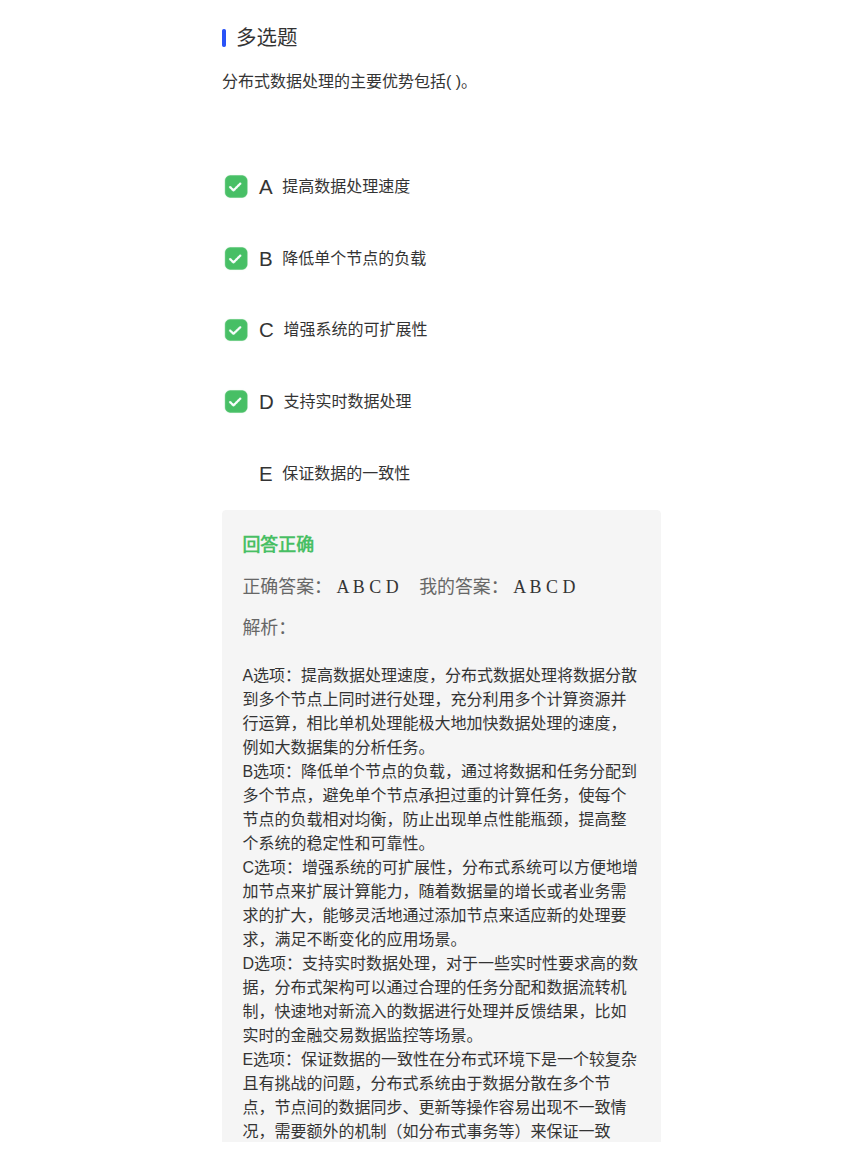 多选题
分布式数据处理的主要优势包括( )。
A 提高数据处理速度
B 降低单个节点的负载
C 增强系统的可扩展性
D 支持实时数据处理
E 保证数据的一致性
回答正确
正确答案： A B C D 我的答案： A B C D
解析：
A选项：提高数据处理速度，分布式数据处理将数据分散
到多个节点上同时进行处理，充分利用多个计算资源并
行运算，相比单机处理能极大地加快数据处理的速度，
例如大数据集的分析任务。
B选项：降低单个节点的负载，通过将数据和任务分配到
多个节点，避免单个节点承担过重的计算任务，使每个
节点的负载相对均衡，防止出现单点性能瓶颈，提高整
个系统的稳定性和可靠性。
C选项：增强系统的可扩展性，分布式系统可以方便地增
加节点来扩展计算能力，随着数据量的增长或者业务需
求的扩大，能够灵活地通过添加节点来适应新的处理要
求，满足不断变化的应用场景。
D选项：支持实时数据处理，对于一些实时性要求高的数
据，分布式架构可以通过合理的任务分配和数据流转机
制，快速地对新流入的数据进行处理并反馈结果，比如
实时的金融交易数据监控等场景。
E选项：保证数据的一致性在分布式环境下是一个较复杂
且有挑战的问题，分布式系统由于数据分散在多个节
点，节点间的数据同步、更新等操作容易出现不一致情
况，需要额外的机制（如分布式事务等）来保证一致